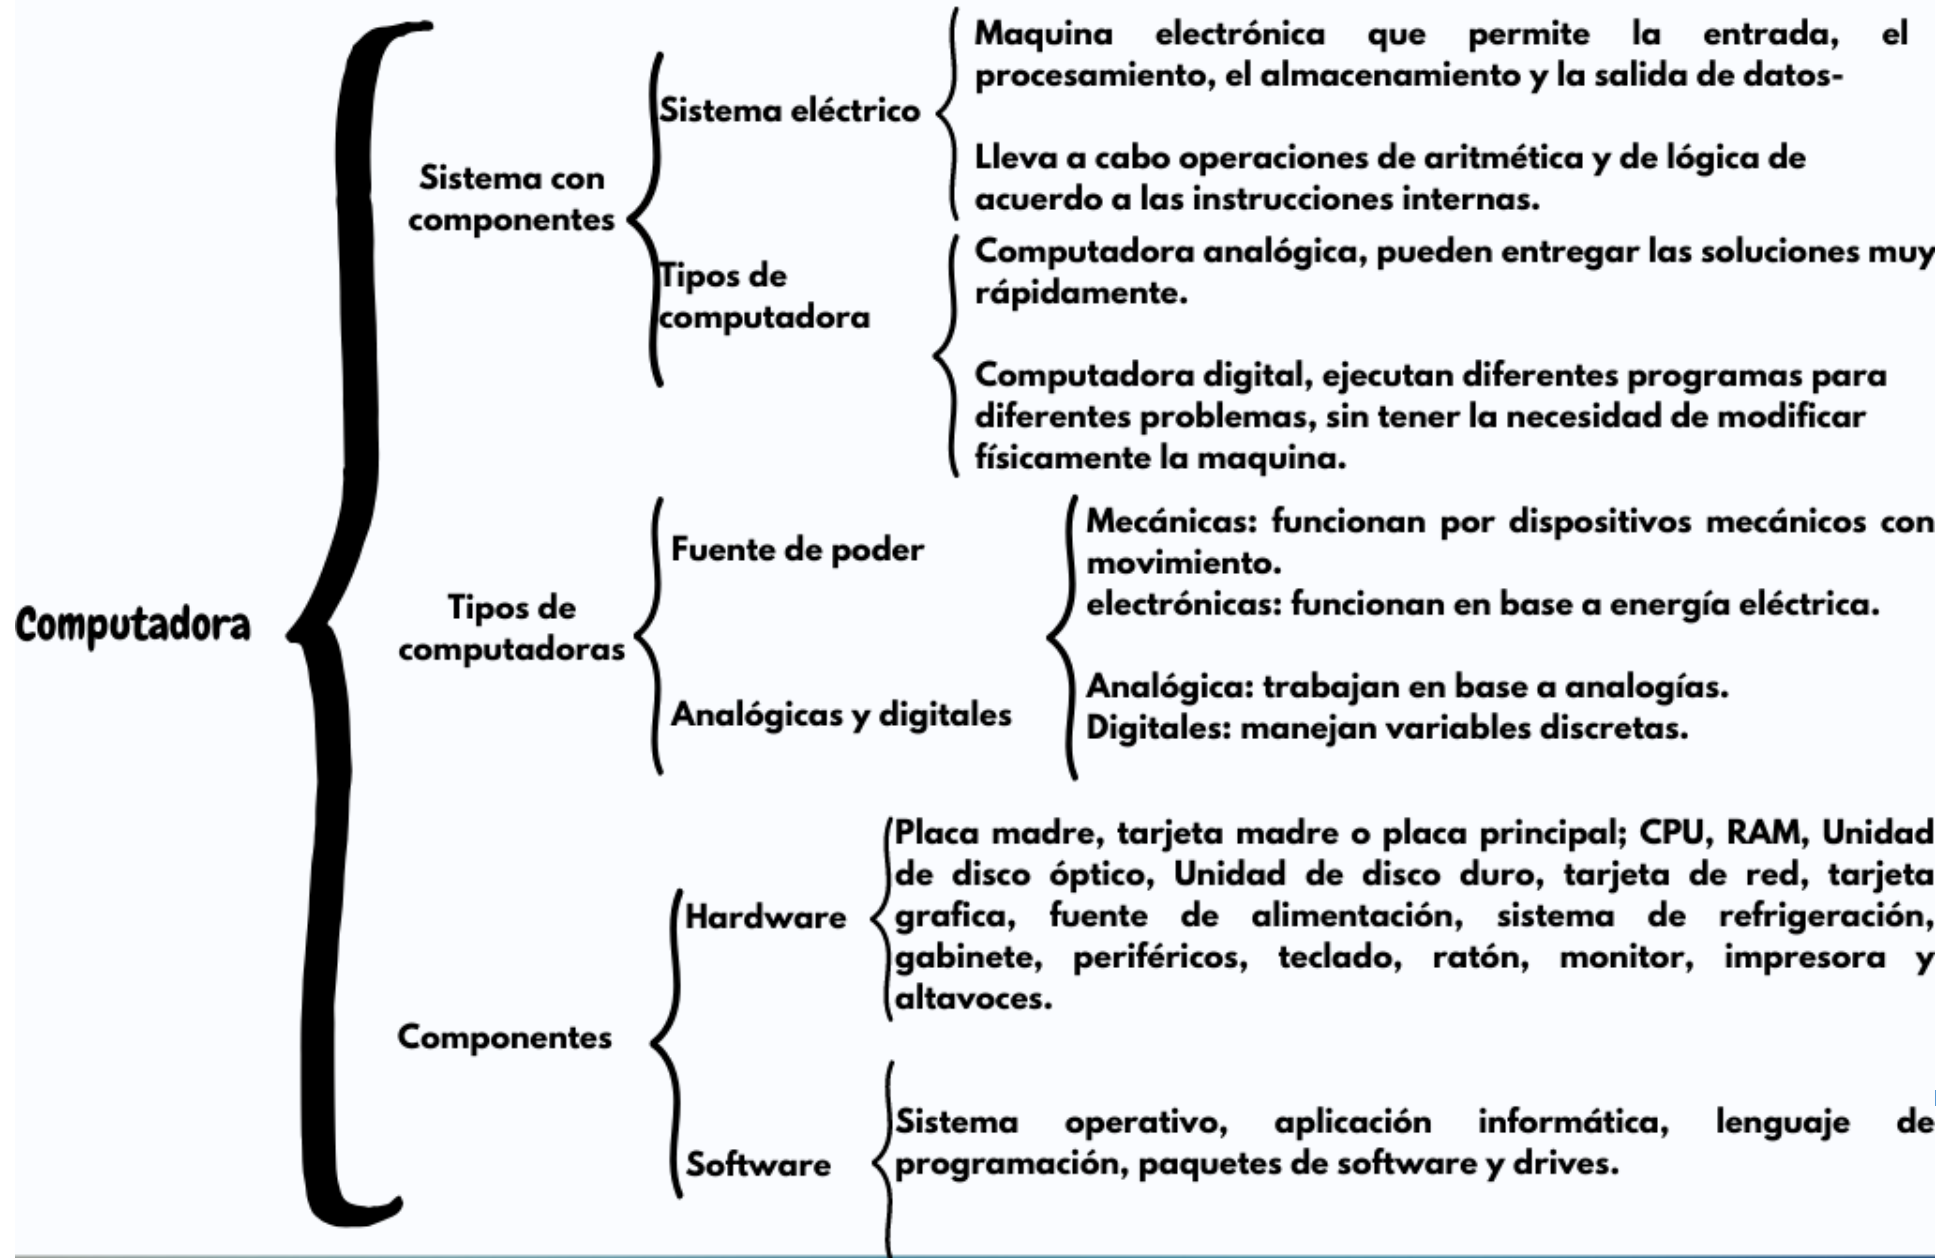 Computadora
Sistema con
componentes
Sistema eléctrico
Maquina electrónica que permite la entrada, el
procesamiento, el almacenamiento y la salida de datos-
Lleva a cabo operaciones de aritmética y de lógica de
acuerdo a las instrucciones internas.
Tipos de
computadora
Computadora analógica, pueden entregar las soluciones muy
rápidamente.
Computadora digital, ejecutan diferentes programas para
diferentes problemas, sin tener la necesidad de modificar
físicamente la maquina.
Tipos de
computadoras
Fuente de poder
Analógicas y digitales
Mecánicas: funcionan por dispositivos mecánicos con
movimiento.
electrónicas: funcionan en base a energía eléctrica.
Analógica: trabajan en base a analogías.
Digitales: manejan variables discretas.
Componentes
Hardware
Placa madre, tarjeta madre o placa principal; CPU, RAM, Unidad
de disco óptico, Unidad de disco duro, tarjeta de red, tarjeta
grafica, fuente de alimentación, sistema de refrigeración,
gabinete, periféricos, teclado, ratón, monitor, impresora y
altavoces.
Software
Sistema operativo, aplicación informática, lenguaje de
programación, paquetes de software y drives.